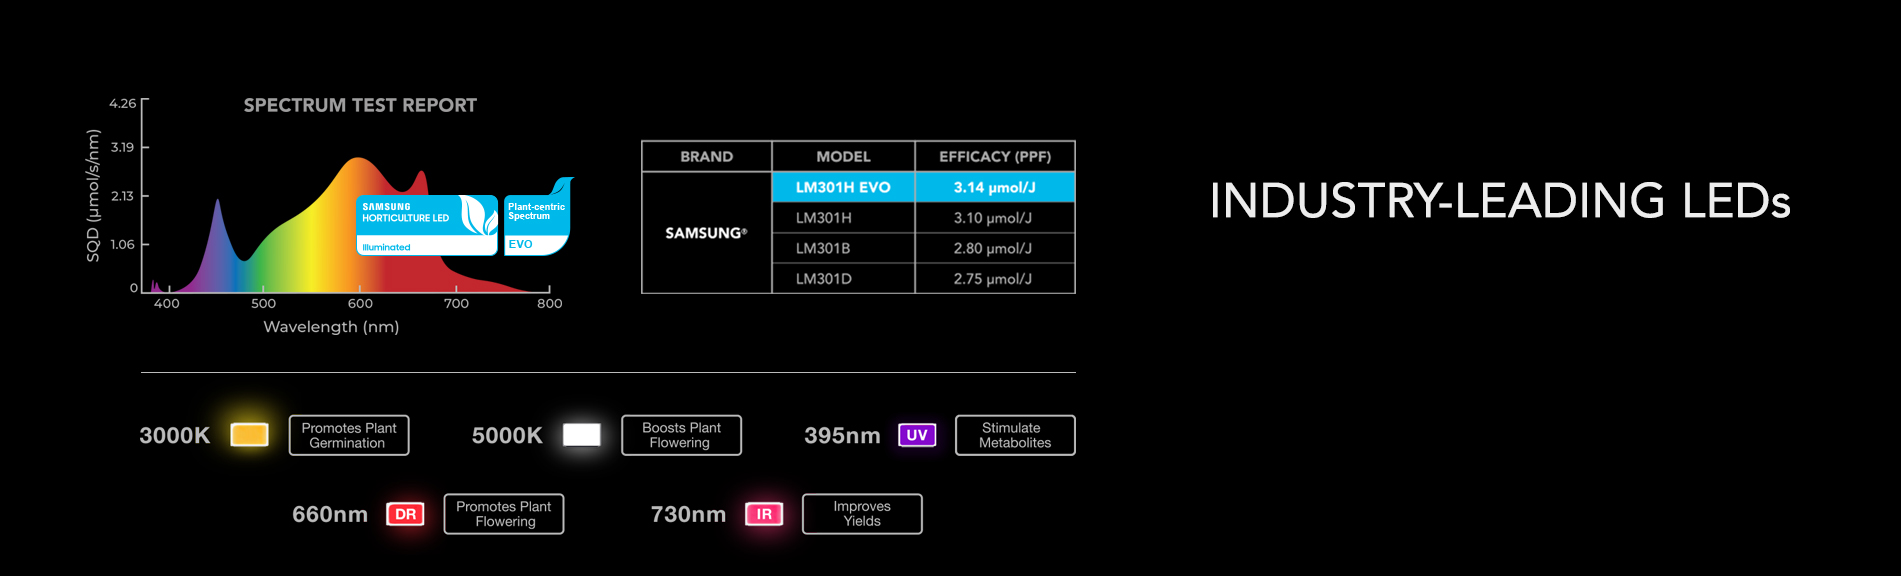 SPECTRUM TEST REPORT
SQD (μmol/s/nm)
4.26
3.19
2.13
1.06
0
400 500 600 700 800
Wavelength (nm)
SAMSUNG
HORTICULTURE LED
Illuminated
Plant-centric
Spectrum
EVO
BRAND MODEL EFFICACY (PPF)
SAMSUNG®
LM301H EVO 3.14 μmol/J
LM301H 3.10 μmol/J
LM301B 2.80 μmol/J
LM301D 2.75 μmol/J
INDUSTRY-LEADING LEDs
3000K
Promotes Plant
Germination
5000K
Boosts Plant
Flowering
395nm
UV
Stimulate
Metabolites
660nm
DR
Promotes Plant
Flowering
730nm
IR
Improves
Yields